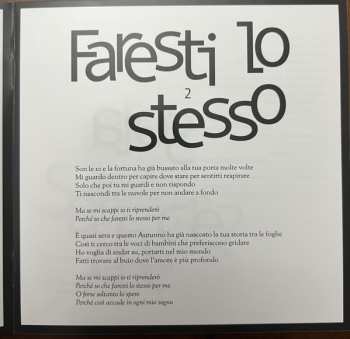 Faresti lo
2
stesso
Son le 10 e la fortuna ha già bussato alla tua porta molte volte
Mi guardo dentro per capire dove stare per sentirti respirare
Solo che poi tu mi guardi e non rispondo
Ti nascondi tra le nuvole per non andare a fondo
Ma se mi scappi io ti riprenderò
Perché so che faresti lo stesso per me
È quasi sera e questo Autunno ha già nascosto la tua storia tra le foglie
Così ti cerco tra le voci di bambini che preferiscono gridare
Ho voglia di andar su, portarti nel mio mondo
Fatti trovare al buio dove l'amore è più profondo
Ma se mi scappi io ti riprenderò
Perché so che faresti lo stesso per me
O forse soltanto lo spero
Perché così accade in ogni mio sogno